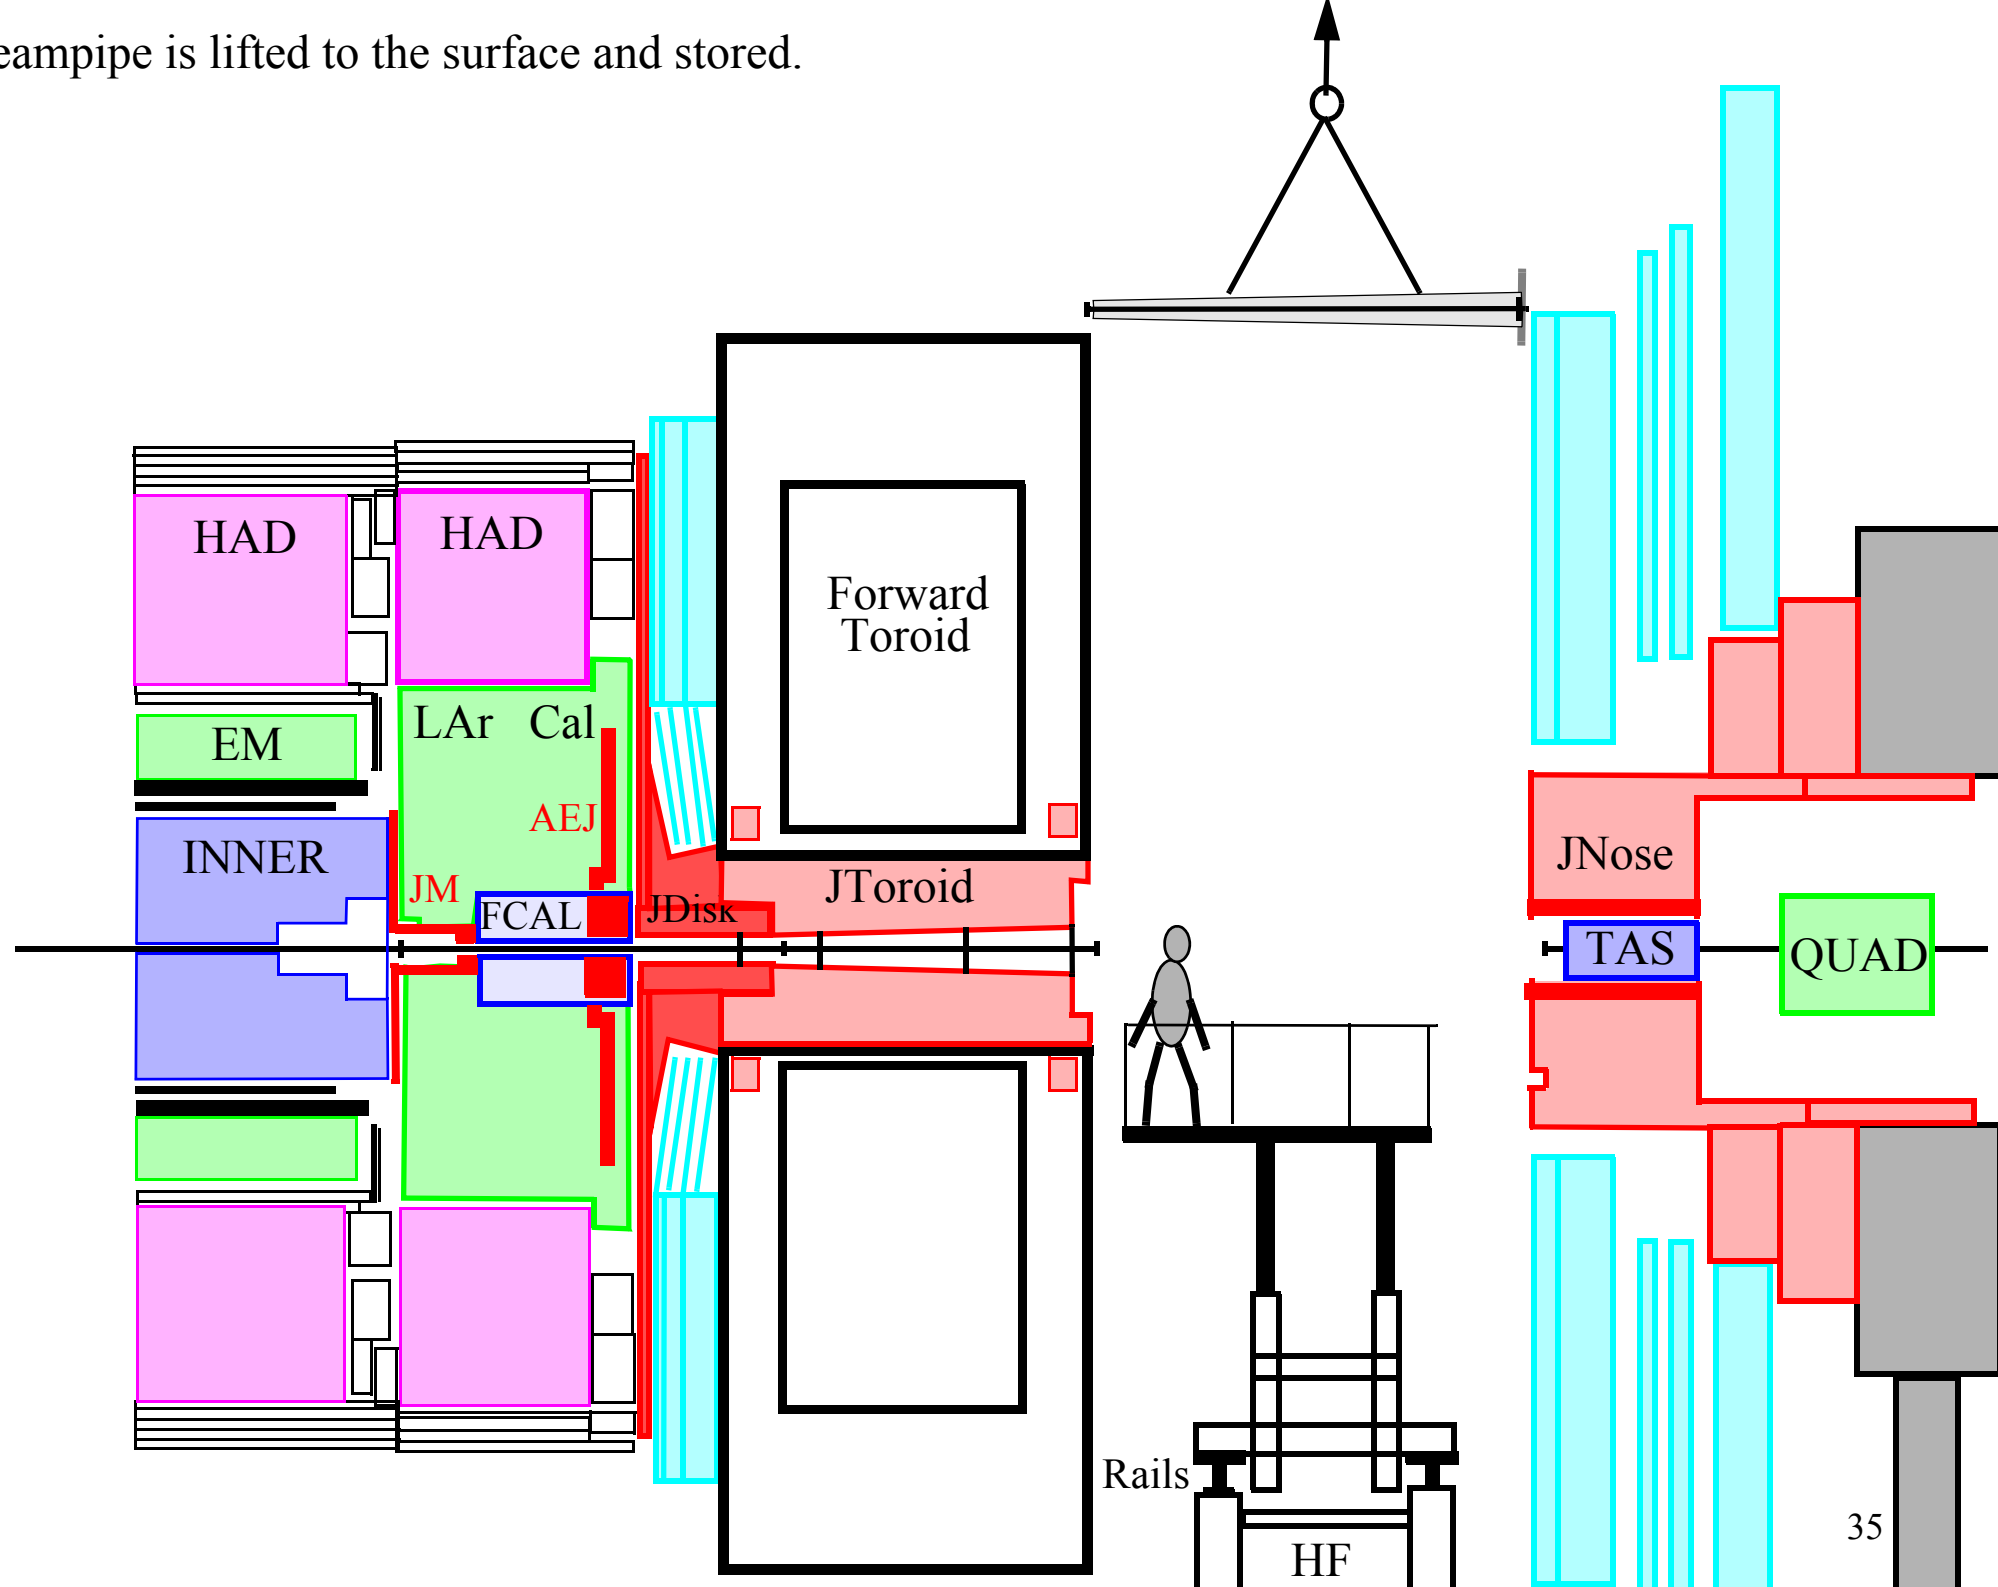 eampipe is lifted to the surface and stored.
HAD
HAD
Forward
Toroid
LAr Cal
EM
AEJ
INNER
JM
FCAL
JDisk
JToroid
JNose
TAS
QUAD
Rails
HF
35